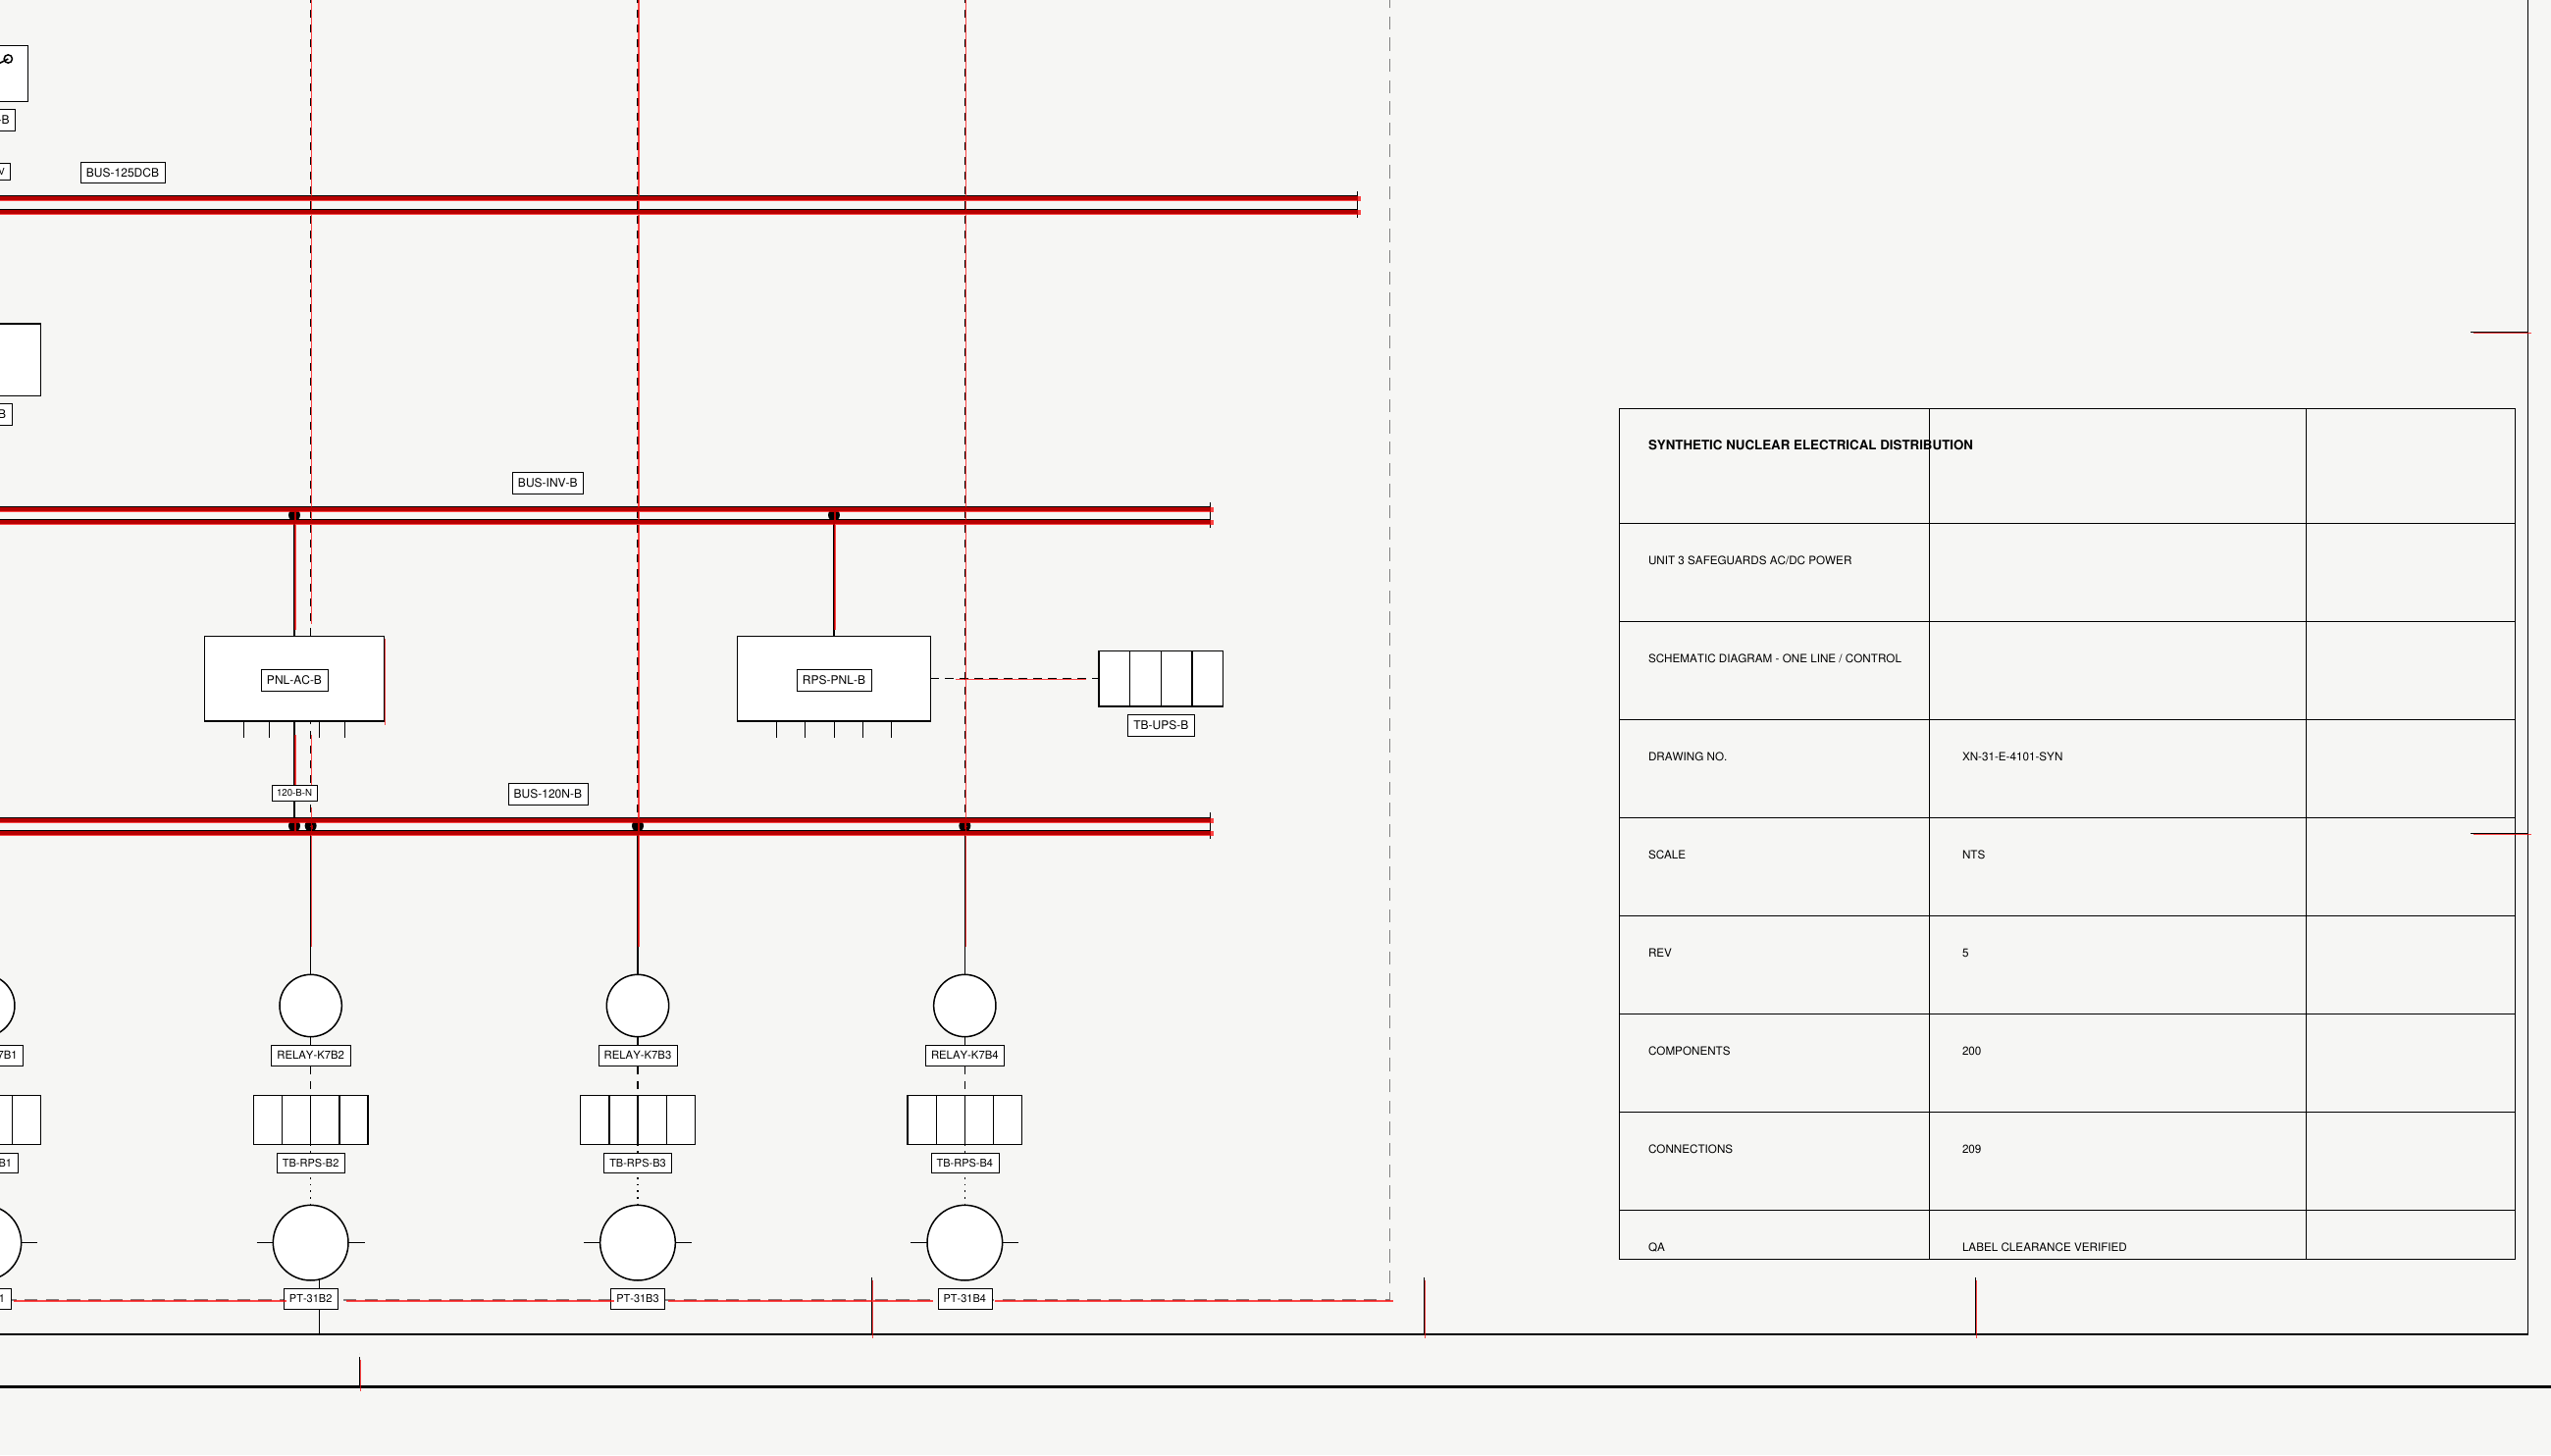 -B
V
BUS-125DCB
B
BUS-INV-B
SYNTHETIC NUCLEAR ELECTRICAL DISTRIBUTION
UNIT 3 SAFEGUARDS AC/DC POWER
SCHEMATIC DIAGRAM - ONE LINE / CONTROL
PNL-AC-B
RPS-PNL-B
TB-UPS-B
DRAWING NO.
XN-31-E-4101-SYN
120-B-N
BUS-120N-B
SCALE
NTS
REV
5
7B1
RELAY-K7B2
RELAY-K7B3
RELAY-K7B4
COMPONENTS
200
B1
TB-RPS-B2
TB-RPS-B3
TB-RPS-B4
CONNECTIONS
209
QA
LABEL CLEARANCE VERIFIED
1
PT-31B2
PT-31B3
PT-31B4